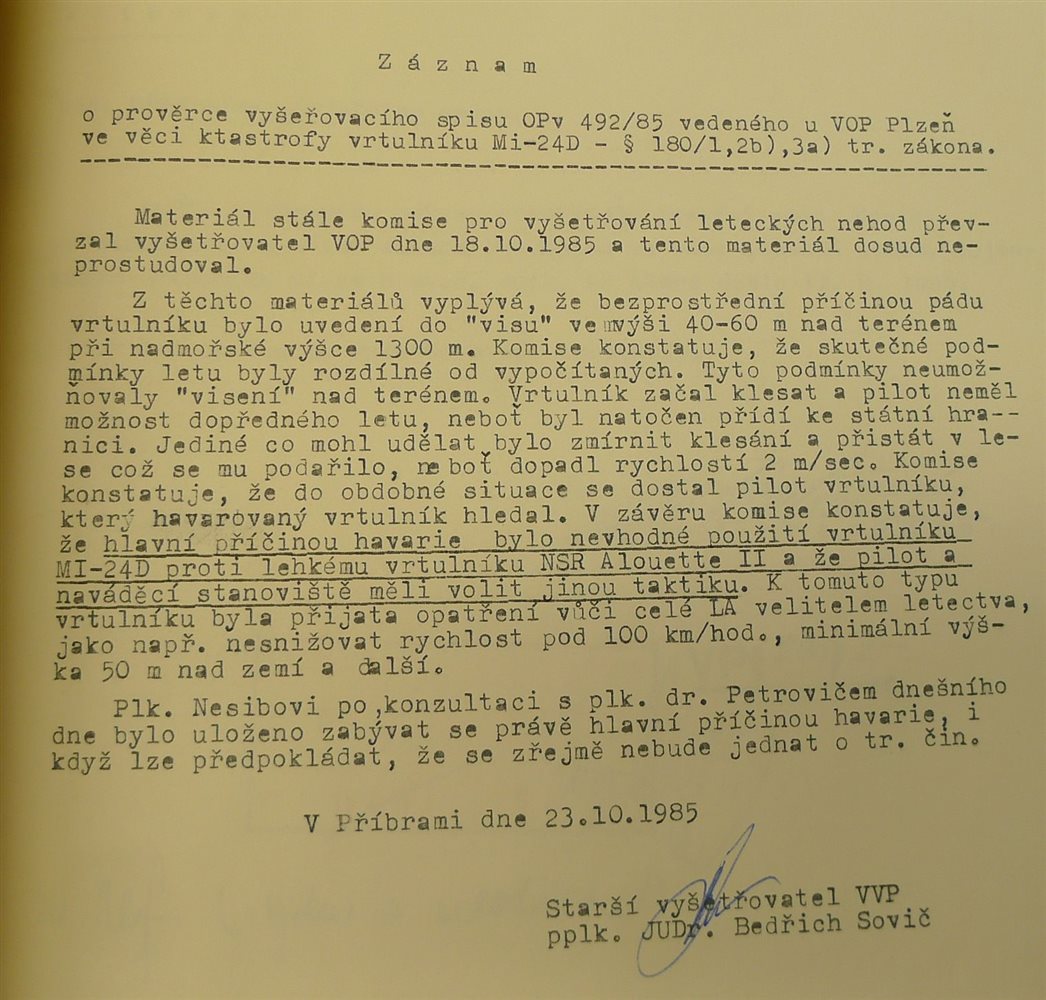 Z á z n a m
o prověrce vyšeřovacího spisu OPv 492/85 vedeného u VOP Plzeň
ve věci ktastrofy vrtulníku Mi-24D - § 180/1,2b),3a) tr. zákona.
Materiál stále komise pro vyšetřování leteckých nehod přev-
zal vyšetřovatel VOP dne 18.10.1985 a tento materiál dosud ne-
prostudoval.
Z těchto materiálů vyplývá, že bezprostřední příčinou pádu
vrtulníku bylo uvedení do "visu" ve výši 40-60 m nad terénem
při nadmořské výšce 1300 m. Komise konstatuje, že skutečné pod-
mínky letu byly rozdílné od vypočítaných. Tyto podmínky neumož-
ňovaly "visení" nad terénem. Vrtulník začal klesat a pilot neměl
možnost dopředného letu, neboť byl natočen přídí ke státní hra--
nici. Jediné co mohl udělat bylo zmírnit klesání a přistát v le-
se což se mu podařilo, neboť dopadl rychlostí 2 m/sec. Komise
konstatuje, že do obdobné situace se dostal pilot vrtulníku,
který havarovaný vrtulník hledal. V závěru komise konstatuje,
že hlavní příčinou havarie bylo nevhodné použití vrtulníku
MI-24D proti lehkému vrtulníku NSR Alouette II a že pilot a
naváděcí stanoviště měli volit jinou taktiku. K tomuto typu
vrtulníku byla přijata opatření vůči celé LA velitelem letectva,
jako např. nesnižovat rychlost pod 100 km/hod., minimální výš-
ka 50 m nad zemí a další.
Plk. Nesibovi po,konzultaci s plk. dr. Petrovičem dnešního
dne bylo uloženo zabývat se právě hlavní příčinou havarie, i
když lze předpokládat, že se zřejmě nebude jednat o tr. čin.
V Příbrami dne 23.10.1985
Starší vyšetřovatel VVP
pplk. JUDr. Bedřich Sovič